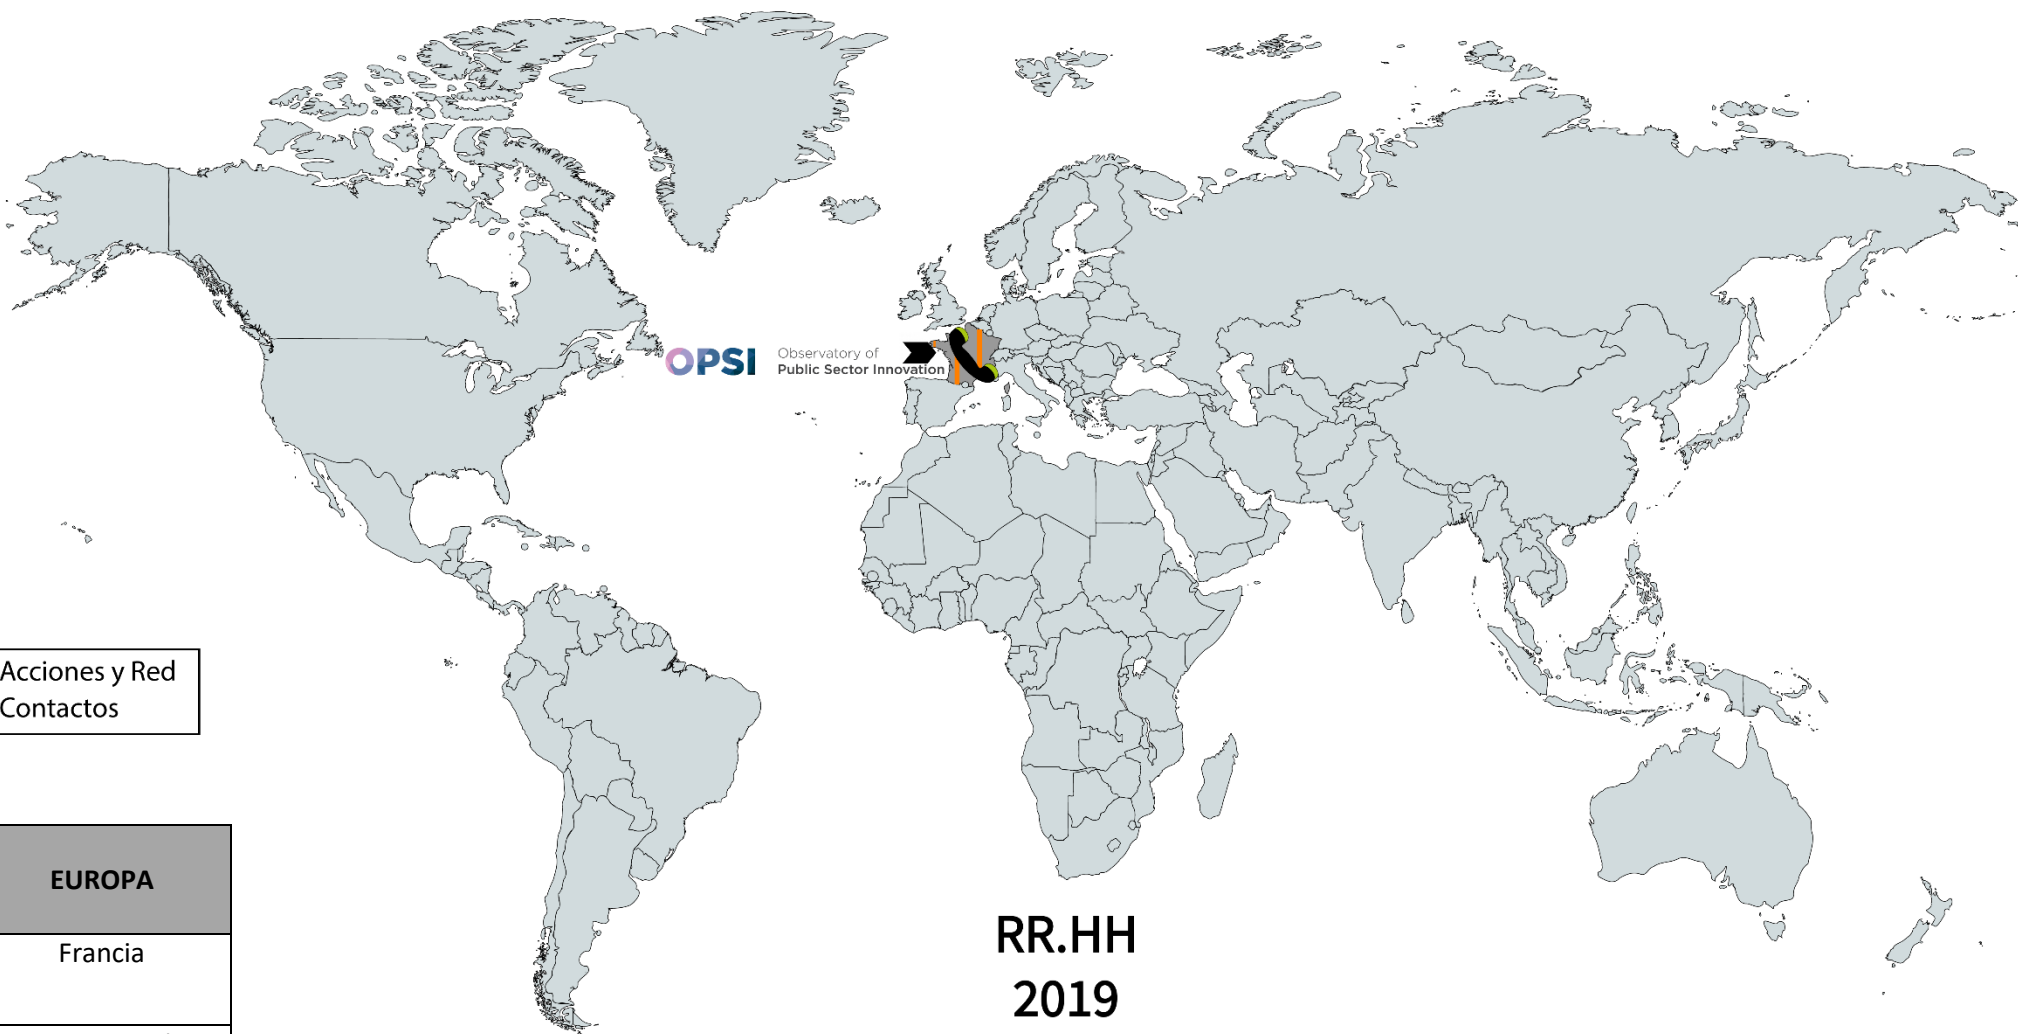 OPSI
Observatory of
Public Sector Innovation
Acciones y Red
Contactos
EUROPA
Francia
RR.HH
2019